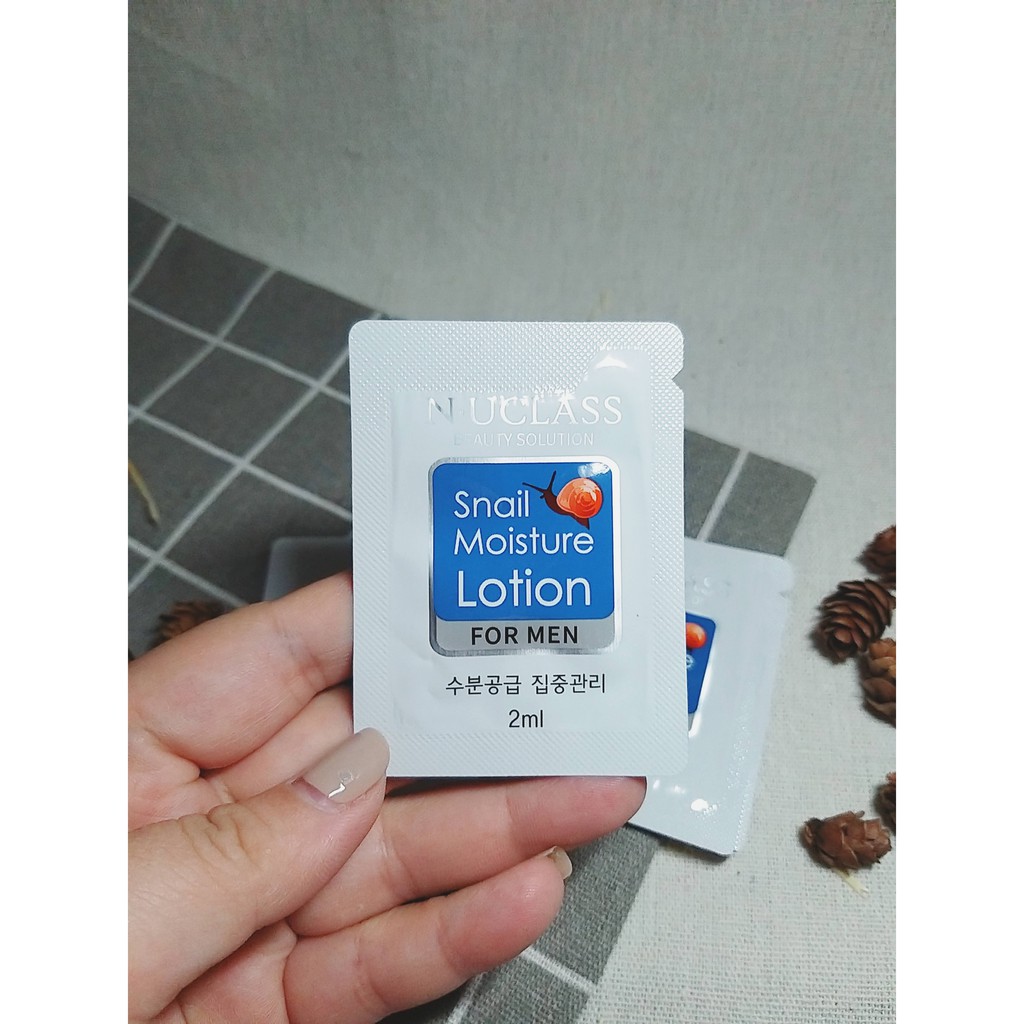 NUCLASS
BEAUTY SOLUTION
Snail
Moisture
Lotion
FOR MEN
수분공급 집중관리
2ml